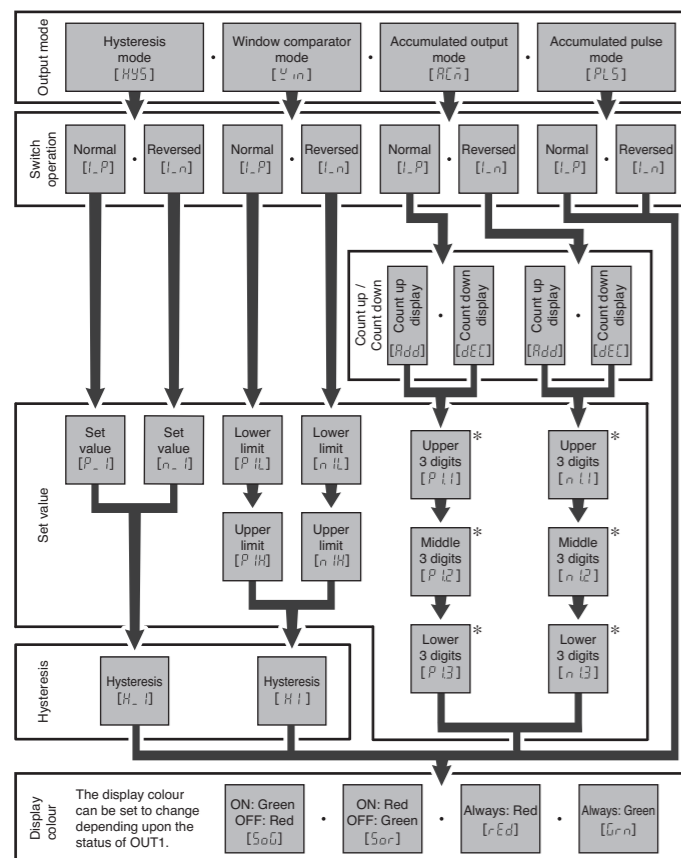 Output mode
Hysteresis
mode
[HYS]
Window comparator
mode
[Win]
Accumulated output
mode
[ACm]
Accumulated pulse
mode
[PLS]
Switch
operation
Normal
[1_P]
Reversed
[1_n]
Normal
[1_P]
Reversed
[1_n]
Normal
[1_P]
Reversed
[1_n]
Normal
[1_P]
Reversed
[1_n]
Count up /
Count down
Count up
display
[Add]
Count down
display
[dEC]
Count up
display
[Add]
Count down
display
[dEC]
Set value
Set
value
[P_1]
Set
value
[n_1]
Lower
limit
[P1L]
Lower
limit
[n1L]
Upper
limit
[P1H]
Upper
limit
[n1H]
Upper *
3 digits
[P1.1]
Upper *
3 digits
[n1.1]
Middle *
3 digits
[P1.2]
Middle *
3 digits
[n1.2]
Lower *
3 digits
[P1.3]
Lower *
3 digits
[n1.3]
Hysteresis
Hysteresis
[H_1]
Hysteresis
[H1]
Display
colour
The display colour
can be set to change
depending upon the
status of OUT1.
ON: Green
OFF: Red
[SoG]
ON: Red
OFF: Green
[Sor]
Always: Red
[rEd]
Always: Green
[Grn]